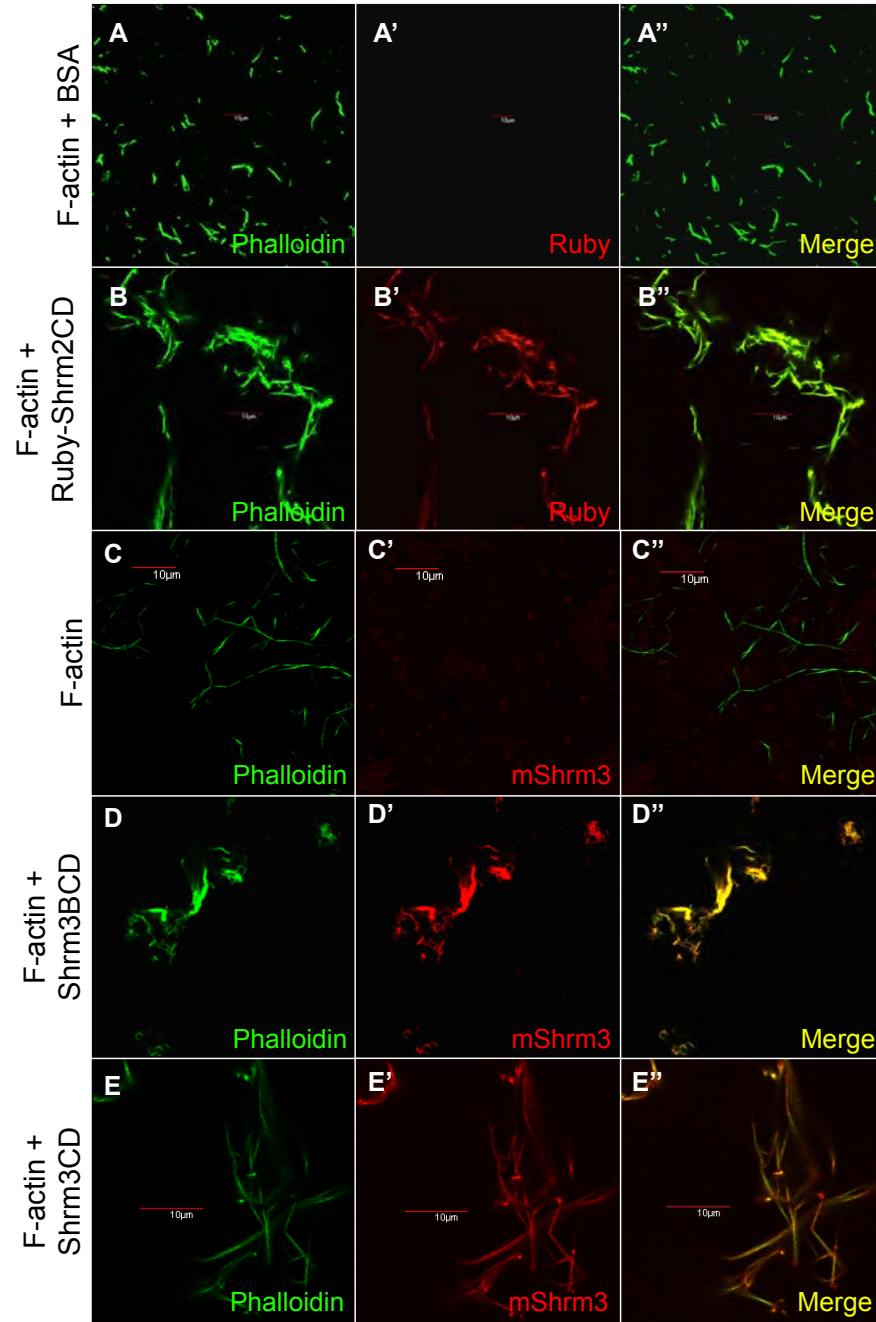 F-actin + BSA
A
10µm
Phalloidin
A'
10µm
Ruby
A"
10µm
Merge
F-actin +
Ruby-Shrm2CD
B
10µm
Phalloidin
B'
10µm
Ruby
B"
10µm
Merge
F-actin
C
10µm
Phalloidin
C'
10µm
mShrm3
C"
10µm
Merge
F-actin +
Shrm3BCD
D
Phalloidin
D'
mShrm3
D"
Merge
F-actin +
Shrm3CD
E
10µm
Phalloidin
E'
10µm
mShrm3
E"
10µm
Merge